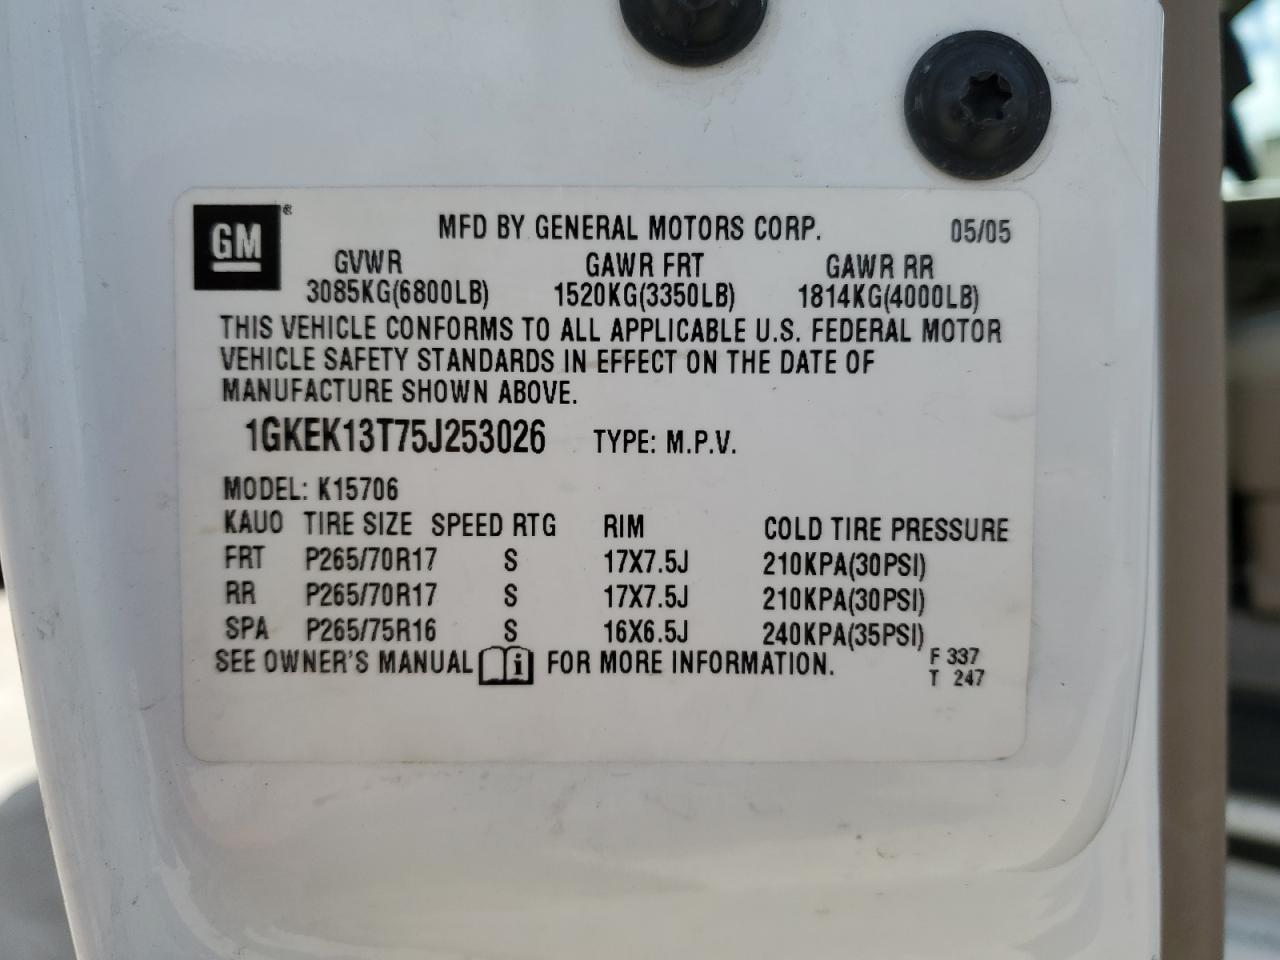 GM ®
MFD BY GENERAL MOTORS CORP. 05/05
GVWR GAWR FRT GAWR RR
3085KG(6800LB) 1520KG(3350LB) 1814KG(4000LB)
THIS VEHICLE CONFORMS TO ALL APPLICABLE U.S. FEDERAL MOTOR
VEHICLE SAFETY STANDARDS IN EFFECT ON THE DATE OF
MANUFACTURE SHOWN ABOVE.
1GKEK13T75J253026 TYPE: M.P.V.
MODEL: K15706
KAUO TIRE SIZE SPEED RTG RIM COLD TIRE PRESSURE
FRT P265/70R17 S 17X7.5J 210KPA(30PSI)
RR P265/70R17 S 17X7.5J 210KPA(30PSI)
SPA P265/75R16 S 16X6.5J 240KPA(35PSI)
SEE OWNER'S MANUAL i FOR MORE INFORMATION. F 337
T 247